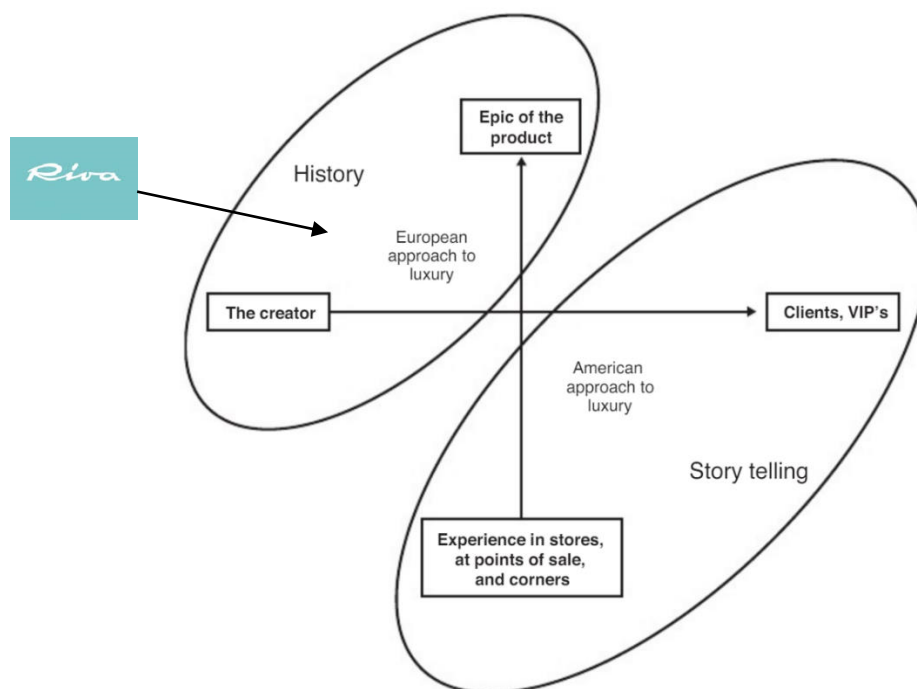 Epic of the
product
Riva
History
European
approach to
luxury
The creator
Clients, VIP's
American
approach to
luxury
Story telling
Experience in stores,
at points of sale,
and corners